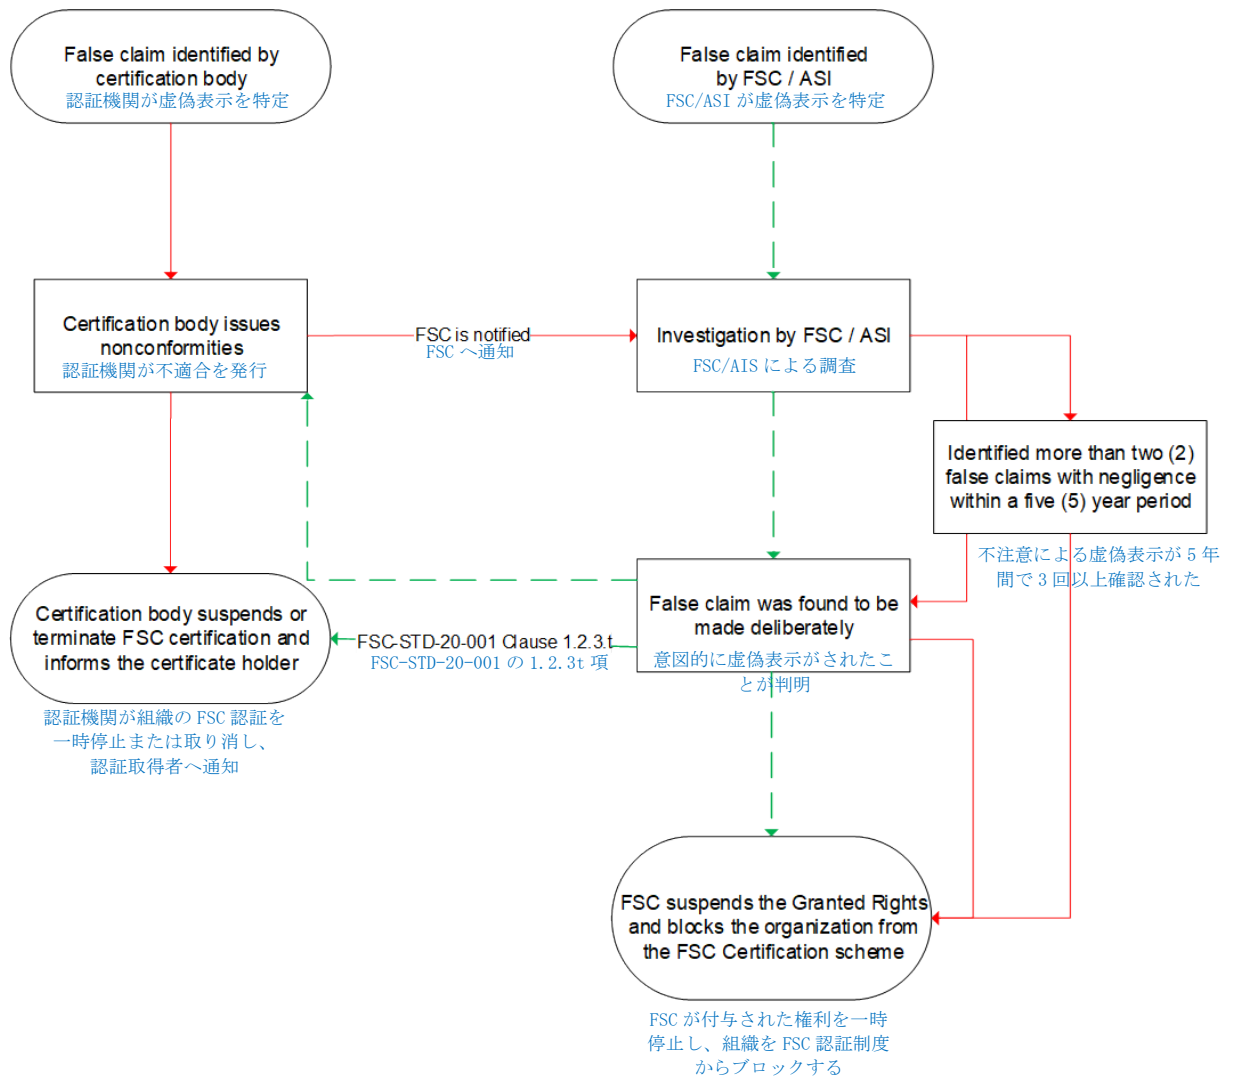 False claim identified by
certification body
認証機関が虚偽表示を特定
False claim identified
by FSC / ASI
FSC/ASI が虚偽表示を特定
Certification body issues
nonconformities
認証機関が不適合を発行
FSC is notified
FSC へ通知
Investigation by FSC / ASI
FSC/AIS による調査
Identified more than two (2)
false claims with negligence
within a five (5) year period
不注意による虚偽表示が 5 年
間で 3 回以上確認された
False claim was found to be
made deliberately
意図的に虚偽表示がされたこ
とが判明
FSC-STD-20-001 Clause 1.2.3.t
FSC-STD-20-001 の 1.2.3t 項
Certification body suspends or
terminate FSC certification and
informs the certificate holder
認証機関が組織の FSC 認証を
一時停止または取り消し、
認証取得者へ通知
FSC suspends the Granted Rights
and blocks the organization from
the FSC Certification scheme
FSC が付与された権利を一時
停止し、組織を FSC 認証制度
からブロックする